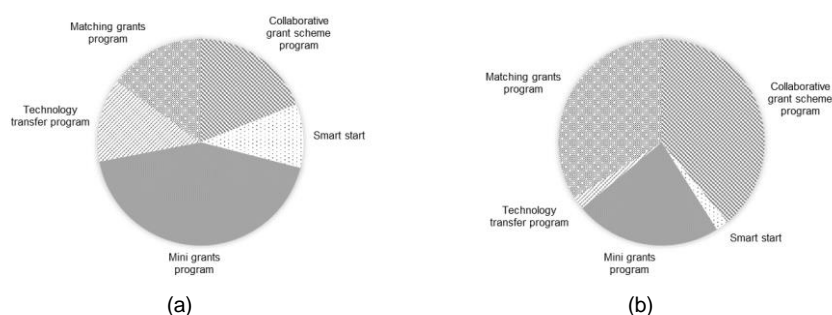 Matching grants
program
Collaborative
grant scheme
program
Technology
transfer program
Smart start
Mini grants
program
(a)
Matching grants
program
Collaborative
grant scheme
program
Technology
transfer program
Smart start
Mini grants
program
(b)